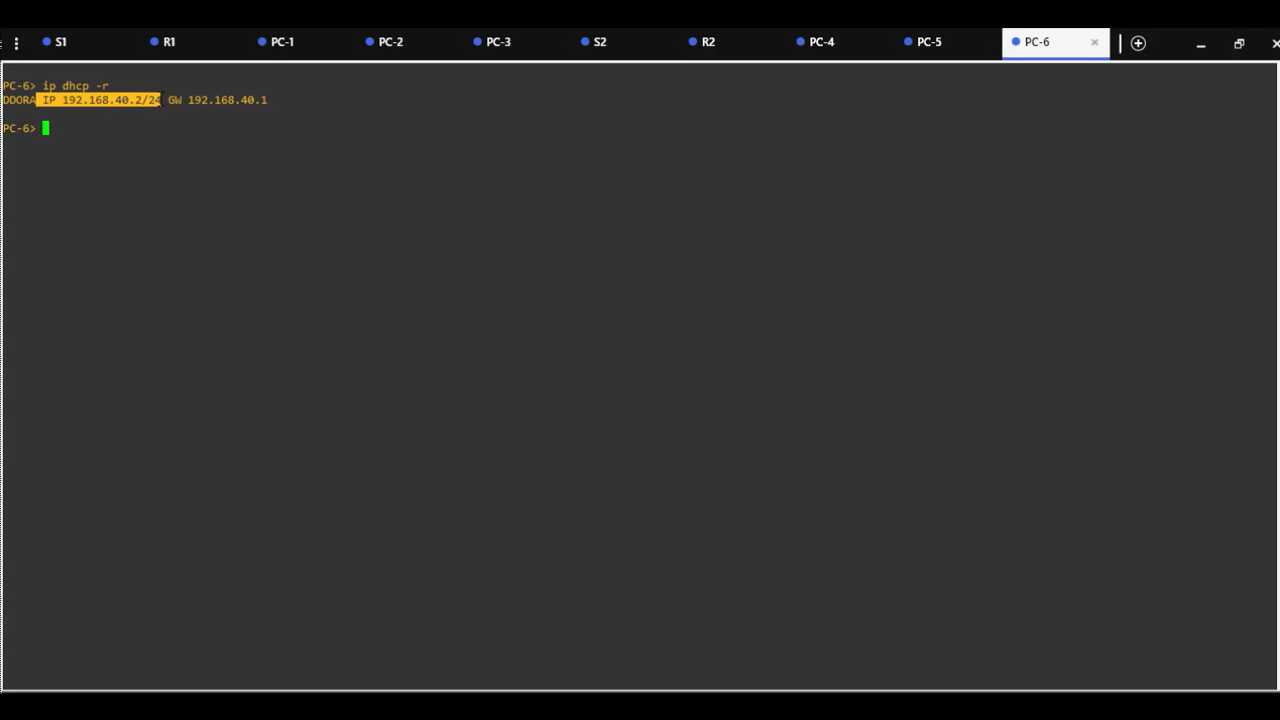 S1 R1 PC-1 PC-2 PC-3 S2 R2 PC-4 PC-5 PC-6
PC-6> ip dhcp -r
DDORA IP 192.168.40.2/24 GW 192.168.40.1
PC-6>